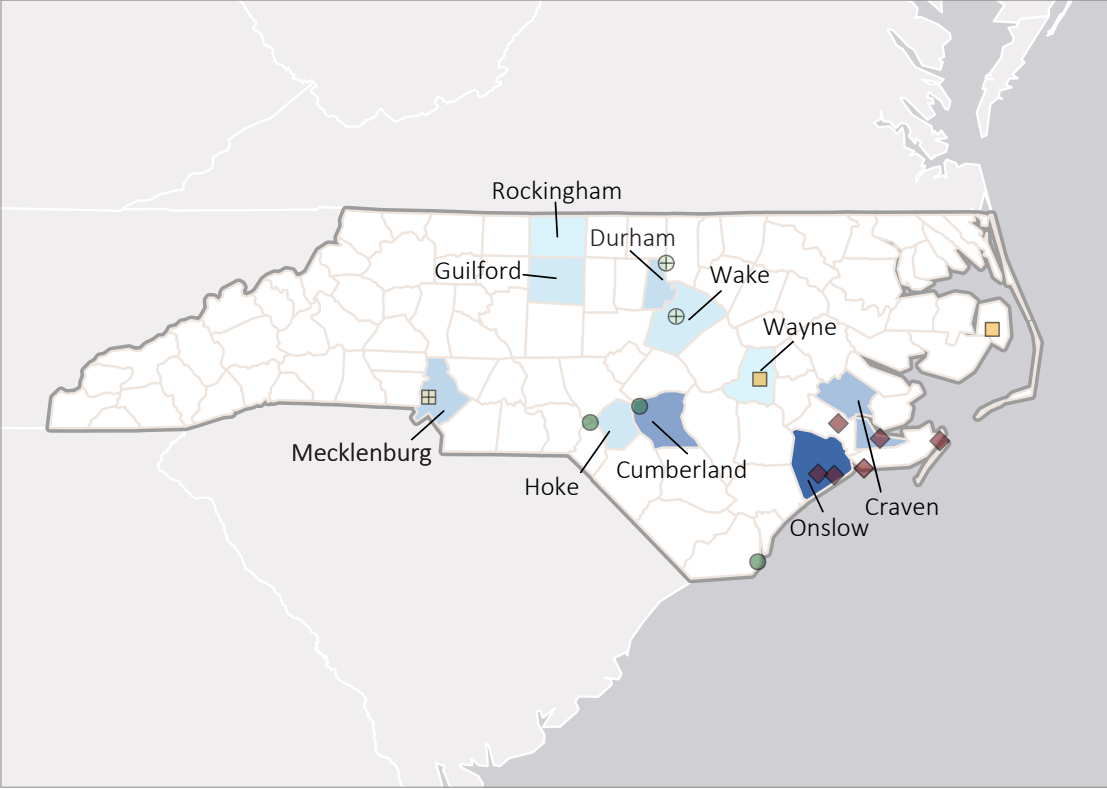 Rockingham
Durham
Guilford
Wake
Wayne
Mecklenburg
Hoke
Cumberland
Craven
Onslow